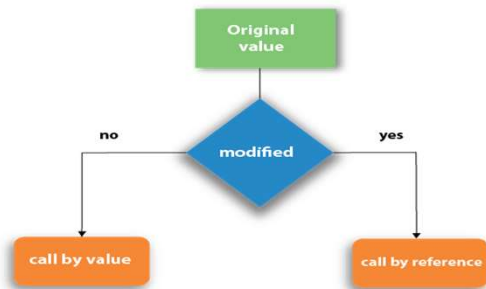 Original
value
no
yes
modified
call by value
call by reference